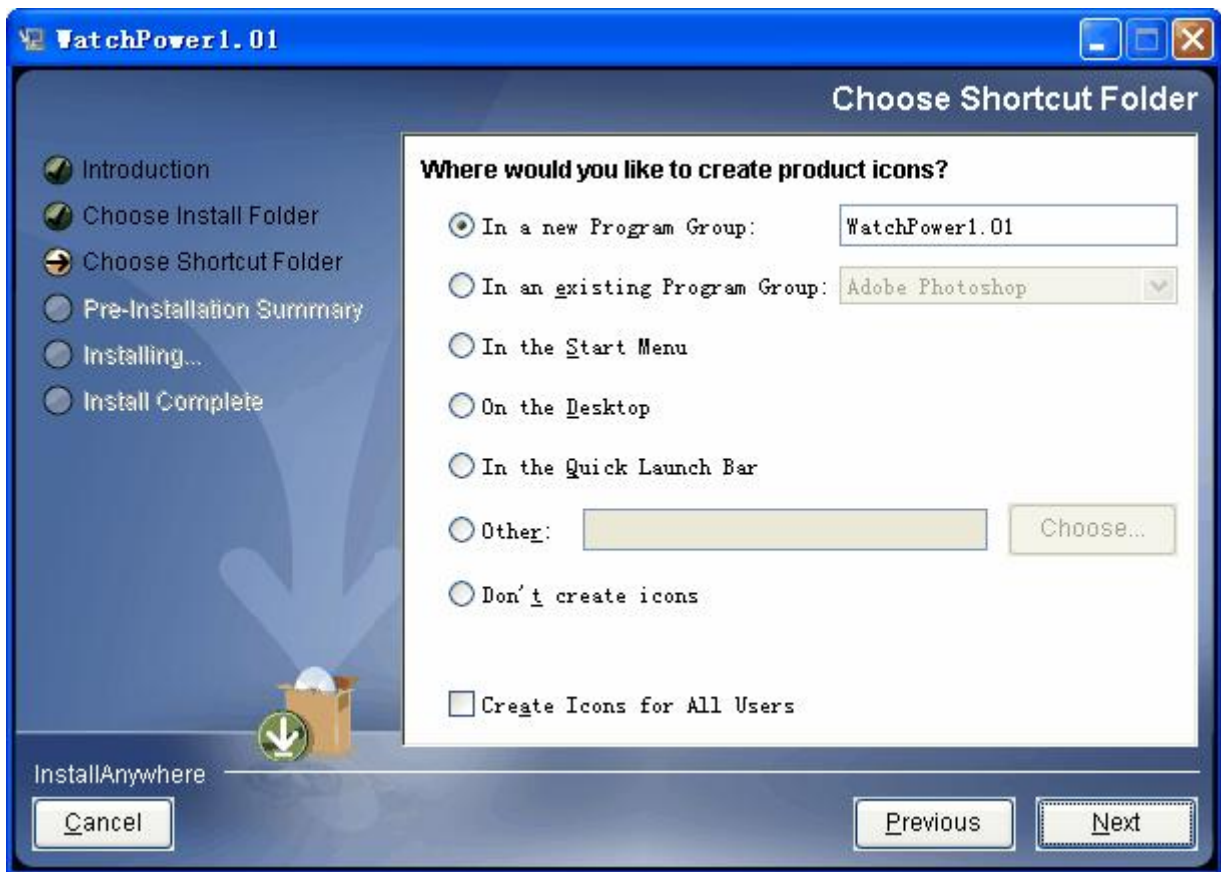 WatchPower1.01
Choose Shortcut Folder
Introduction
Choose Install Folder
Choose Shortcut Folder
Pre-Installation Summary
Installing...
Install Complete
Where would you like to create product icons?
In a new Program Group: WatchPower1.01
In an existing Program Group: Adobe Photoshop
In the Start Menu
On the Desktop
In the Quick Launch Bar
Other: Choose...
Don't create icons
Create Icons for All Users
InstallAnywhere
Cancel Previous Next